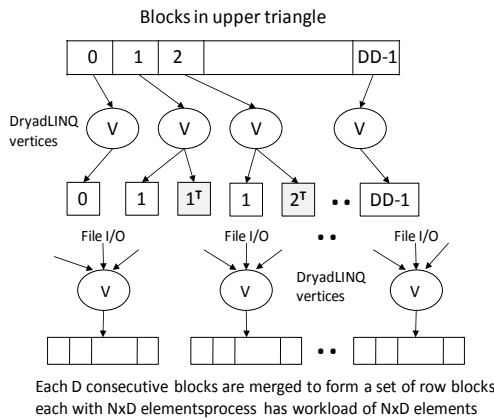 Blocks in upper triangle
0 1 2 DD-1
DryadLINQ
vertices
V V V V
0 1 1ᵀ 1 2ᵀ DD-1
File I/O File I/O File I/O
DryadLINQ
vertices
V V V
Each D consecutive blocks are merged to form a set of row blocks
each with NxD elementsprocess has workload of NxD elements